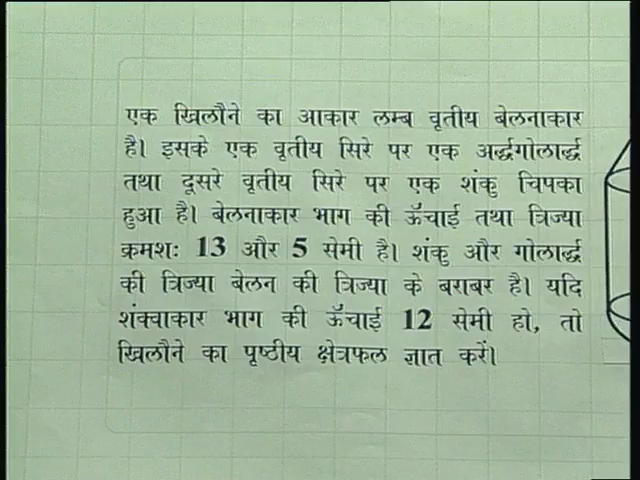 एक खिलौने का आकार लम्ब वृतीय बेलनाकार
है। इसके एक वृतीय सिरे पर एक अर्द्धगोलार्द्ध
तथा दूसरे वृतीय सिरे पर एक शंकु चिपका
हुआ है। बेलनाकार भाग की ऊँचाई तथा त्रिज्या
क्रमश: 13 और 5 सेमी है। शंकु और गोलार्द्ध
की त्रिज्या बेलन की त्रिज्या के बराबर है। यदि
शंक्वाकार भाग की ऊँचाई 12 सेमी हो, तो
खिलौने का पृष्ठीय क्षेत्रफल ज्ञात करें।